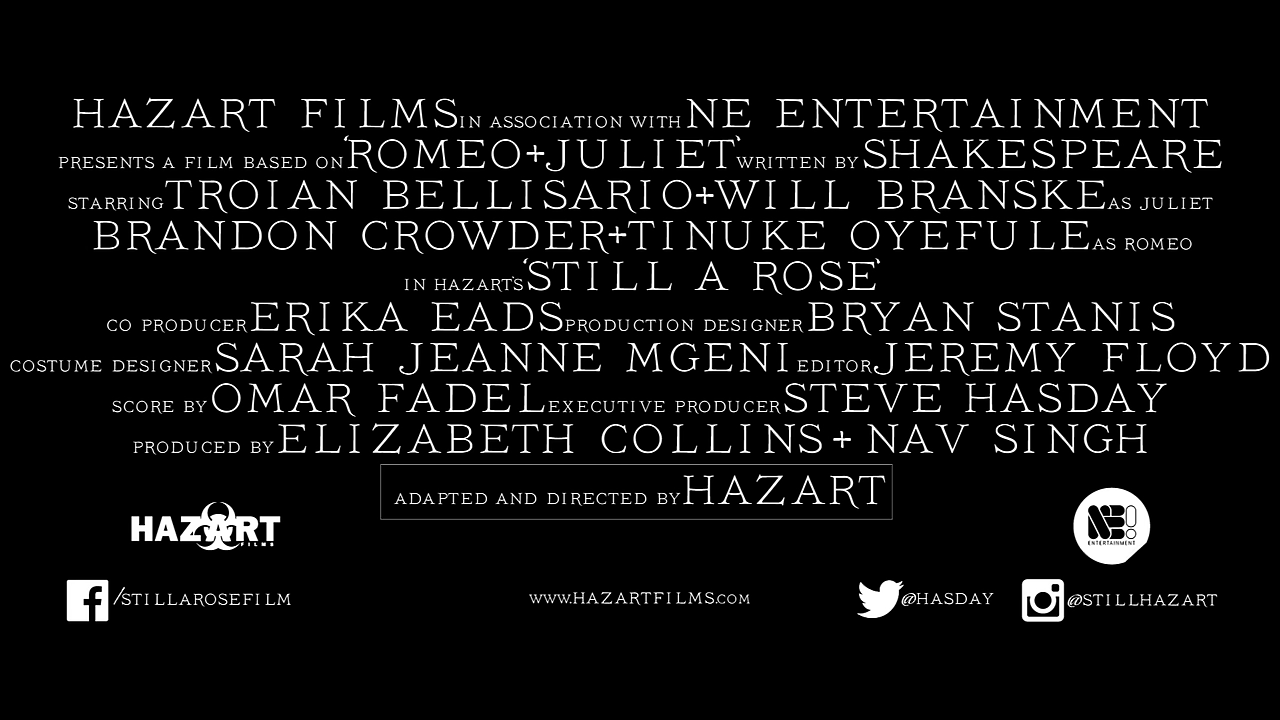 HAZART FILMS IN ASSOCIATION WITH NE ENTERTAINMENT
PRESENTS A FILM BASED ON 'ROMEO+JULIET' WRITTEN BY SHAKESPEARE
STARRING TROIAN BELLISARIO+WILL BRANSKE AS JULIET
BRANDON CROWDER+TINUKE OYEFULE AS ROMEO
IN HAZART'S 'STILL A ROSE'
CO PRODUCER ERIKA EADS PRODUCTION DESIGNER BRYAN STANIS
COSTUME DESIGNER SARAH JEANNE MGENI EDITOR JEREMY FLOYD
SCORE BY OMAR FADEL EXECUTIVE PRODUCER STEVE HASDAY
PRODUCED BY ELIZABETH COLLINS+ NAV SINGH
ADAPTED AND DIRECTED BY HAZART
HAZART
FILMS
NE!
ENTERTAINMENT
/STILLAROSEFILM
WWW.HAZARTFILMS.COM
@HASDAY
@STILLHAZART